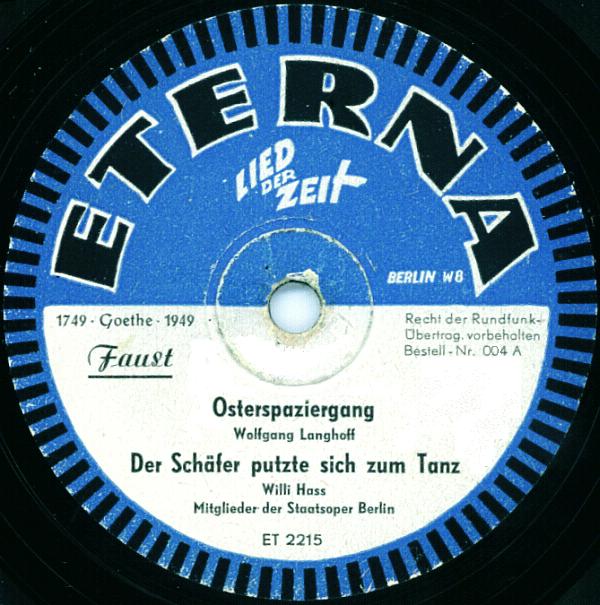 ETERNA
LIED
DER
ZEIT
BERLIN W8
1749 · Goethe · 1949
Faust
Recht der Rundfunk-
Übertrag. vorbehalten
Bestell - Nr. 004 A
Osterspaziergang
Wolfgang Langhoff
Der Schäfer putzte sich zum Tanz
Willi Hass
Mitglieder der Staatsoper Berlin
ET 2215